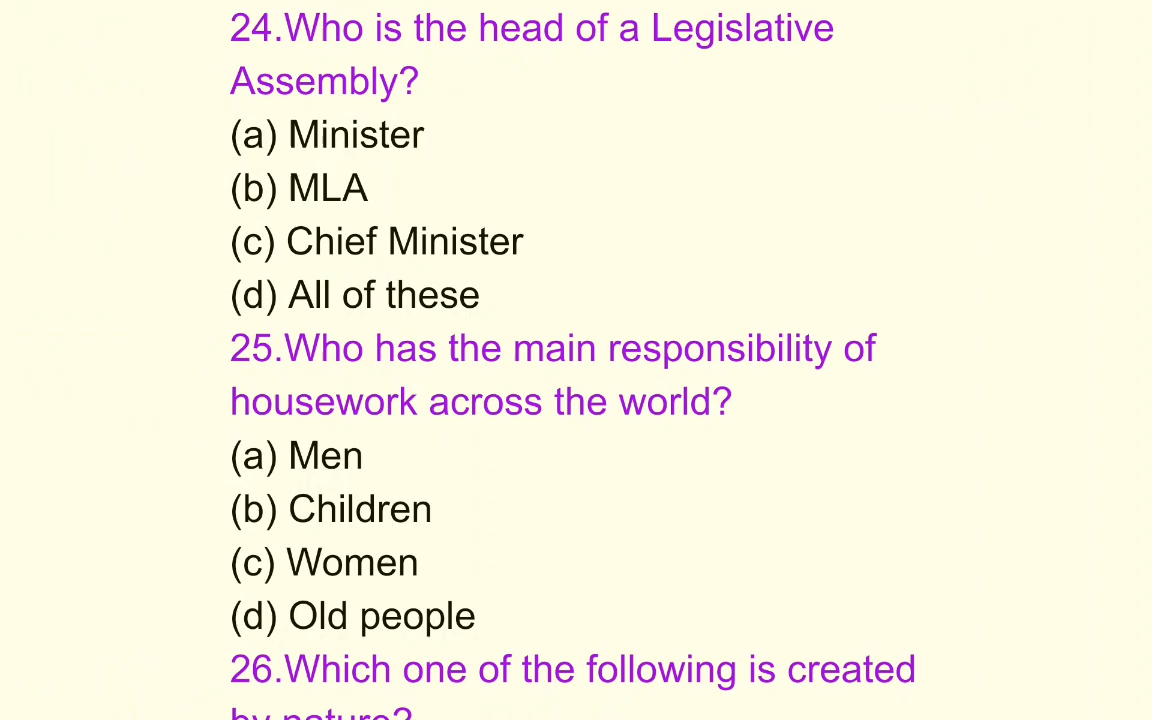 24.Who is the head of a Legislative
Assembly?
(a) Minister
(b) MLA
(c) Chief Minister
(d) All of these
25.Who has the main responsibility of
housework across the world?
(a) Men
(b) Children
(c) Women
(d) Old people
26.Which one of the following is created
by nature?